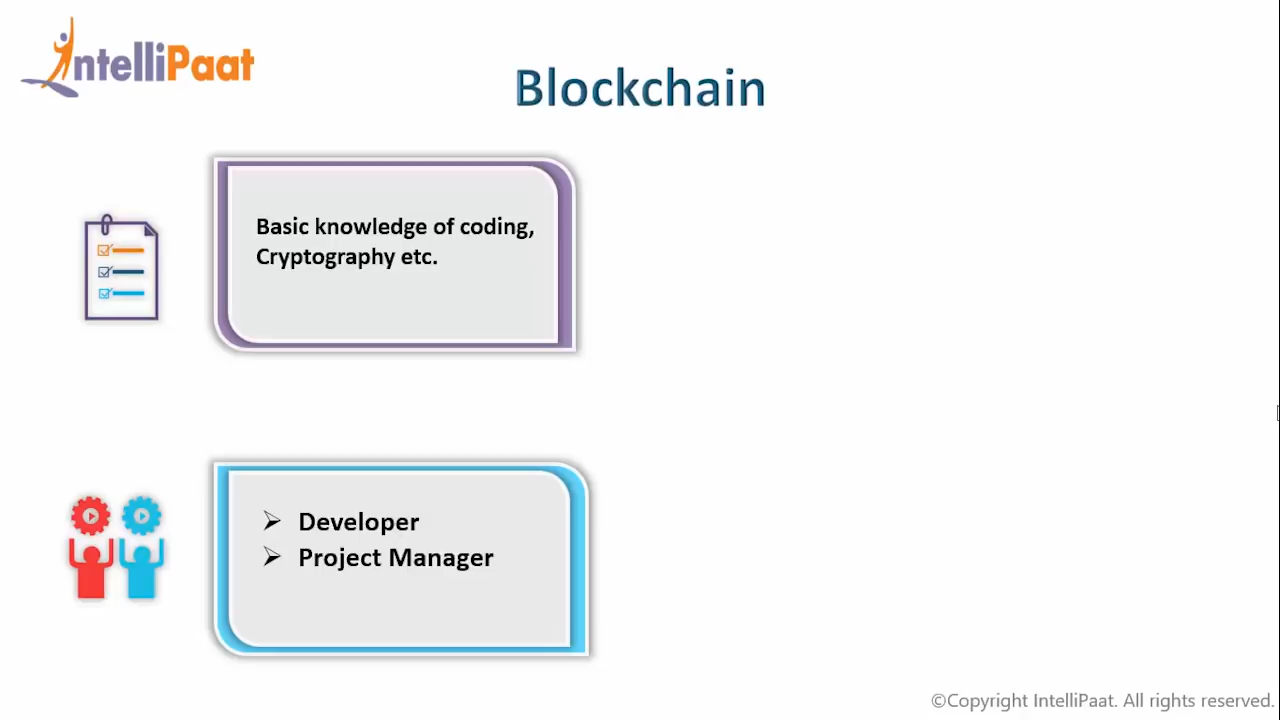 IntelliPaat
Blockchain
Basic knowledge of coding,
Cryptography etc.
Developer
Project Manager
©Copyright IntelliPaat. All rights reserved.